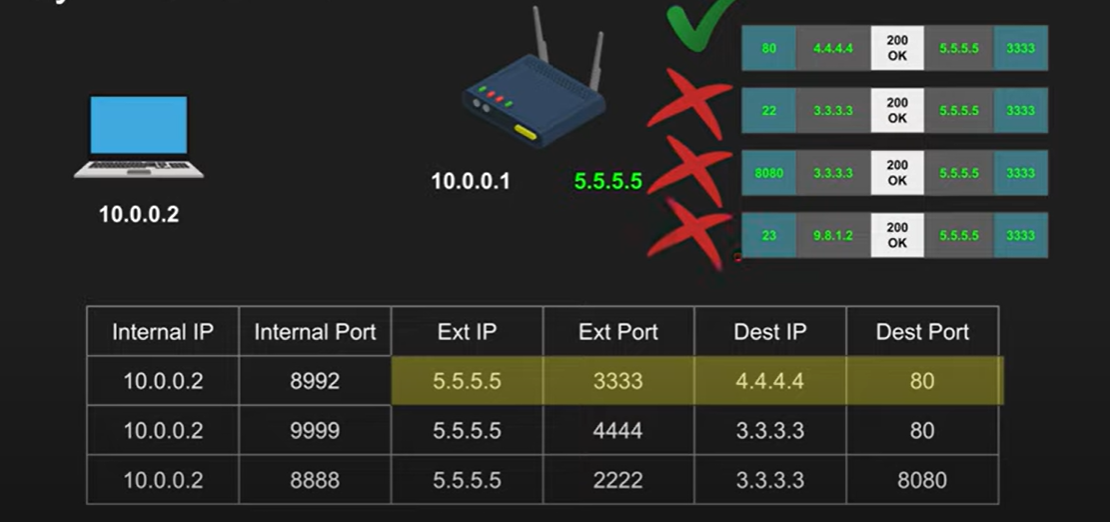 80 4.4.4.4 200 OK 5.5.5.5 3333
22 3.3.3.3 200 OK 5.5.5.5 3333
8080 3.3.3.3 200 OK 5.5.5.5 3333
23 9.8.1.2 200 OK 5.5.5.5 3333
10.0.0.2
10.0.0.1 5.5.5.5
Internal IP Internal Port Ext IP Ext Port Dest IP Dest Port
10.0.0.2 8992 5.5.5.5 3333 4.4.4.4 80
10.0.0.2 9999 5.5.5.5 4444 3.3.3.3 80
10.0.0.2 8888 5.5.5.5 2222 3.3.3.3 8080